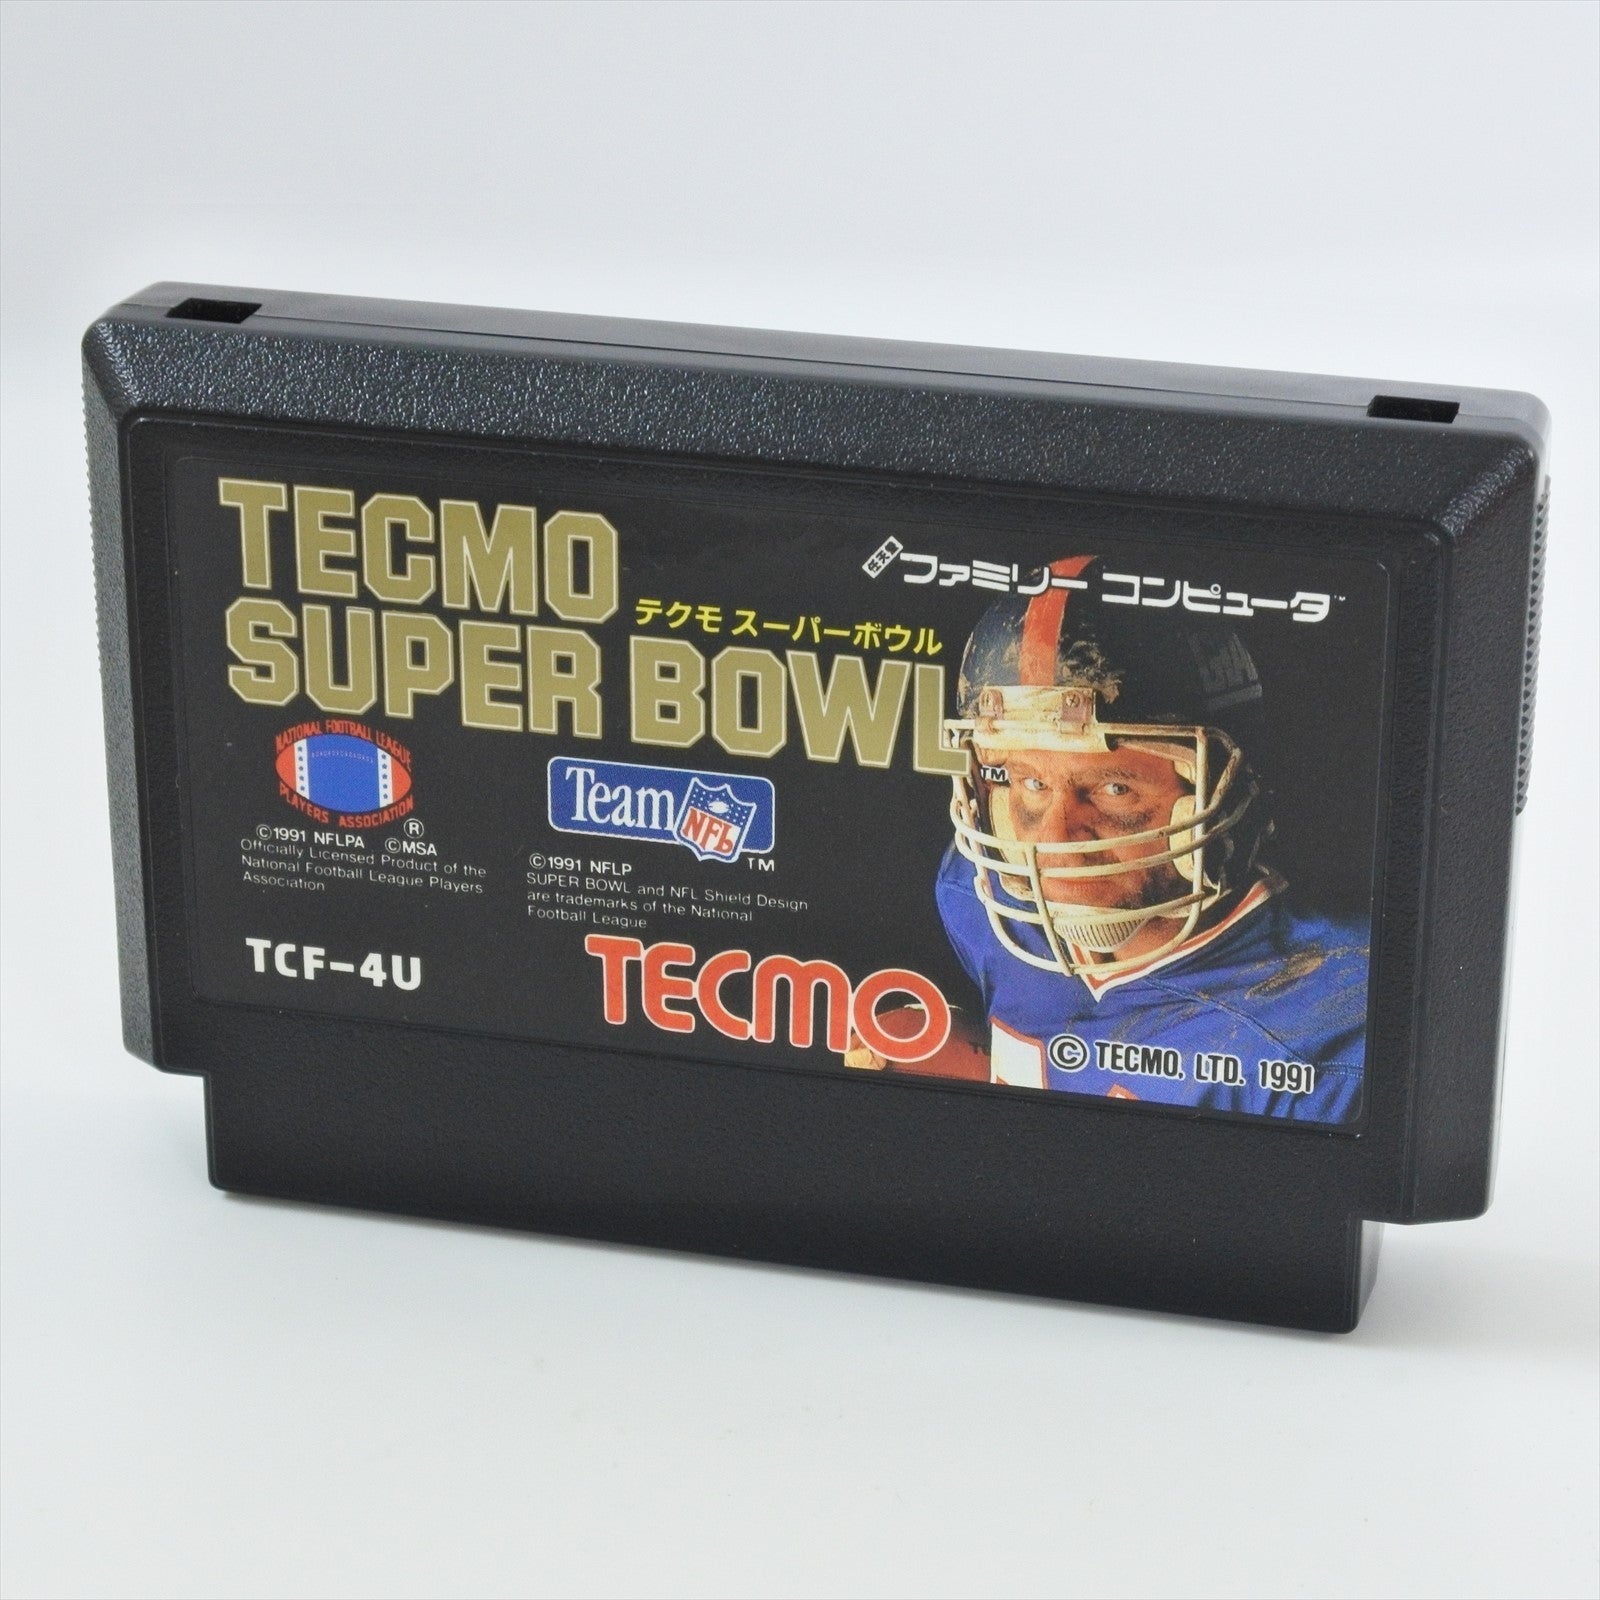 TECMO
SUPER BOWL
テクモ スーパーボウル
任天堂 ファミリー コンピュータ™
TM
NATIONAL FOOTBALL LEAGUE
PLAYERS ASSOCIATION
®
©1991 NFLPA ©MSA
Officially Licensed Product of the
National Football League Players
Association
Team NFL
TM
©1991 NFLP
SUPER BOWL and NFL Shield Design
are trademarks of the National
Football League
TCF-4U
TECMO
© TECMO, LTD. 1991